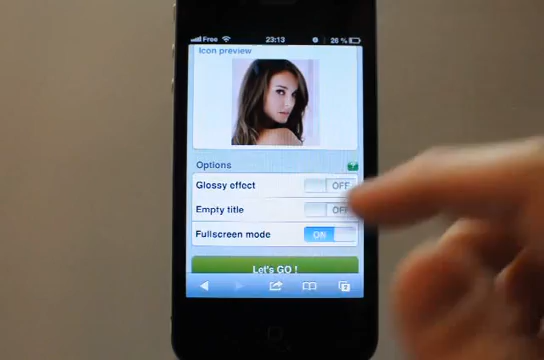 Free 23:13 26 %
Icon preview
Options
Glossy effect OFF
Empty title OFF
Fullscreen mode ON
Let's GO !